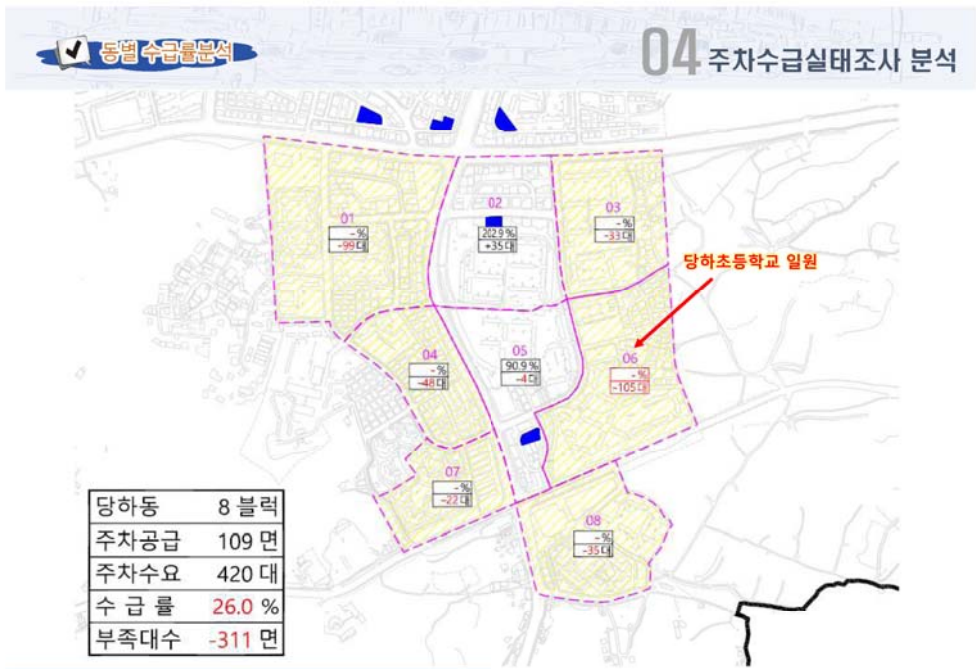 동별 수급률분석
04 주차수급실태조사 분석
01
-%
-99대
02
202.9%
+35대
03
-%
-33대
당하초등학교 일원
04
-%
-48대
05
90.9%
-4대
06
-%
-105대
07
-%
-22대
08
-%
-35대
당하동 8 블럭
주차공급 109 면
주차수요 420 대
수 급 률 26.0 %
부족대수 -311 면